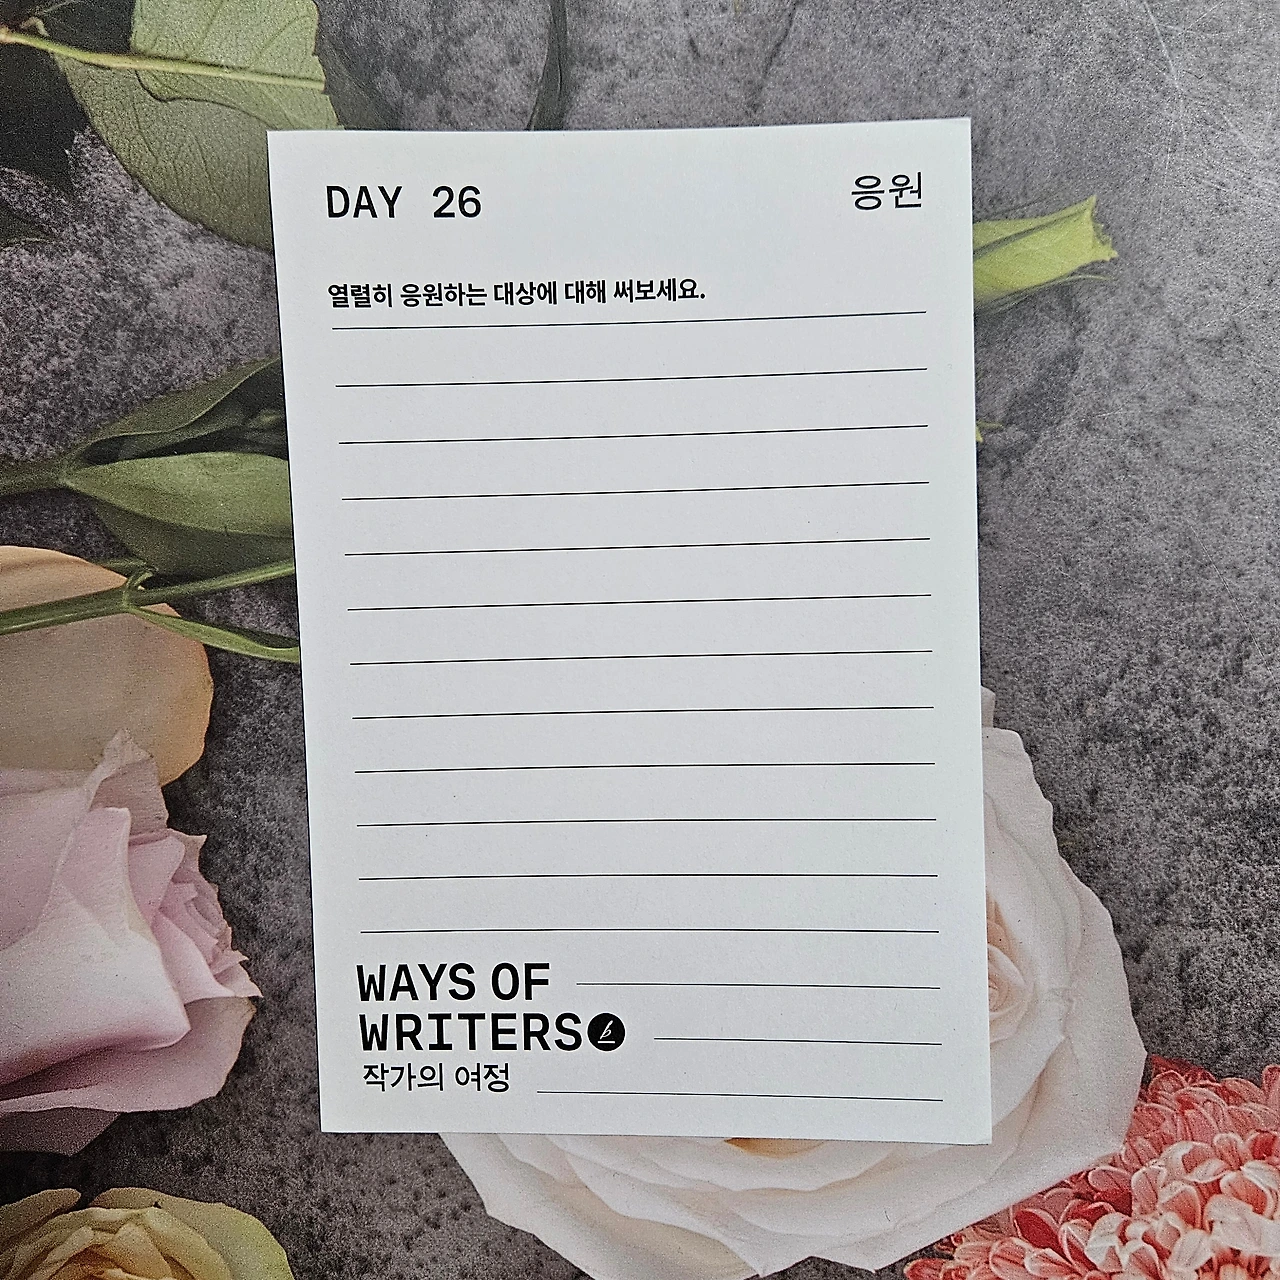 DAY 26
응원
열렬히 응원하는 대상에 대해 써보세요.
WAYS OF
WRITERS b
작가의 여정